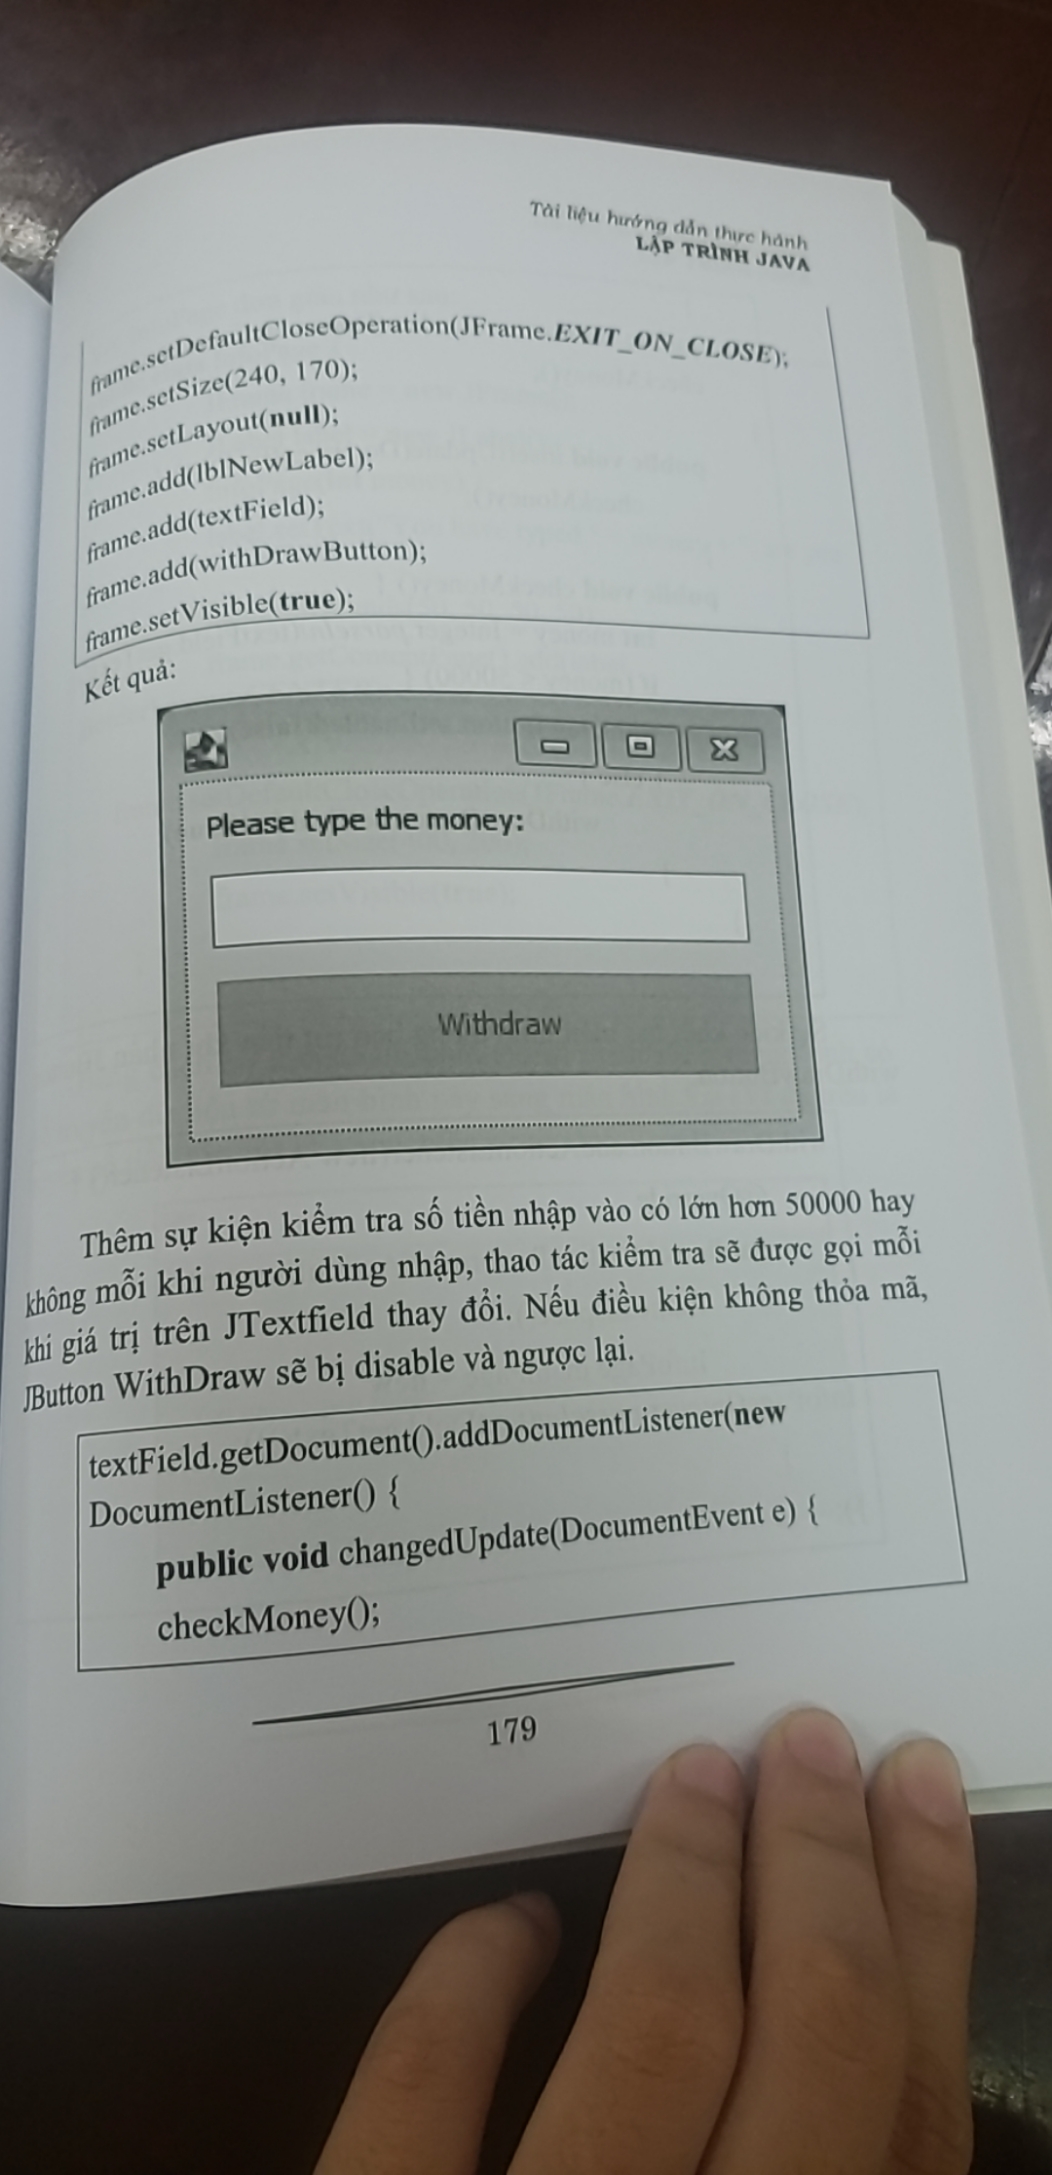 Tài liệu hướng dẫn thực hành
LẬP TRÌNH JAVA
frame.setDefaultCloseOperation(JFrame.EXIT_ON_CLOSE);
frame.setSize(240, 170);
frame.setLayout(null);
frame.add(lblNewLabel);
frame.add(textField);
frame.add(withDrawButton);
frame.setVisible(true);
Kết quả:
Please type the money:
Withdraw
Thêm sự kiện kiểm tra số tiền nhập vào có lớn hơn 50000 hay
không mỗi khi người dùng nhập, thao tác kiểm tra sẽ được gọi mỗi
khi giá trị trên JTextfield thay đổi. Nếu điều kiện không thỏa mã,
JButton WithDraw sẽ bị disable và ngược lại.
textField.getDocument().addDocumentListener(new
DocumentListener() {
public void changedUpdate(DocumentEvent e) {
checkMoney();
179